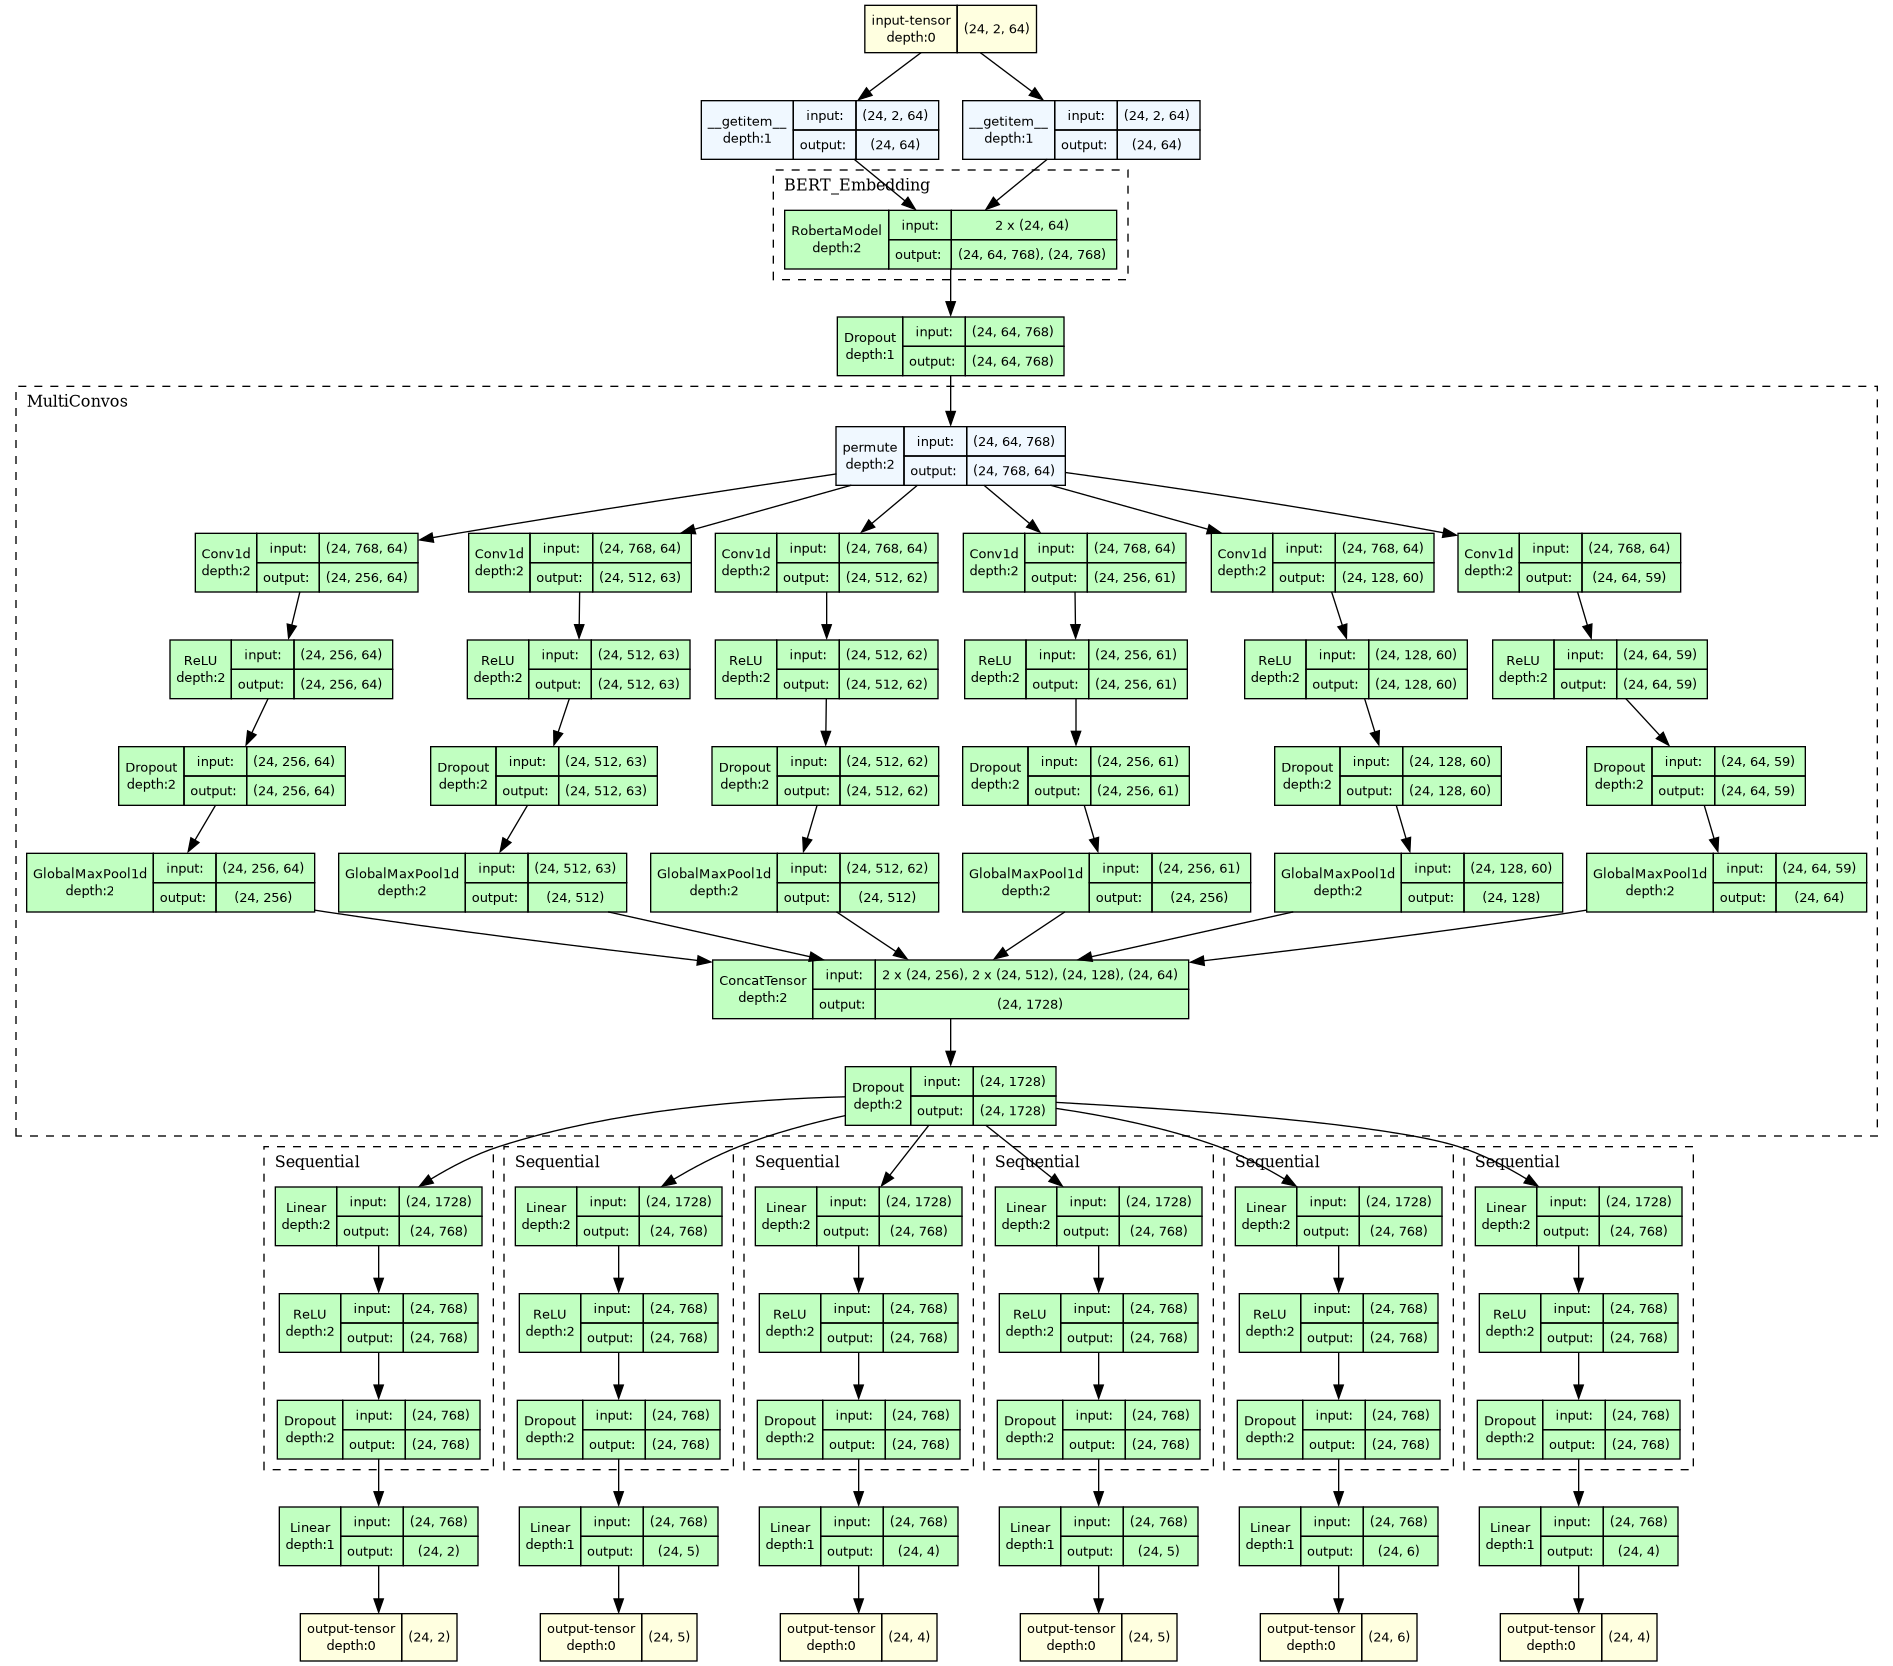 input-tensor
depth:0
(24, 2, 64)
__getitem__
depth:1
input:
(24, 2, 64)
output:
(24, 64)
__getitem__
depth:1
input:
(24, 2, 64)
output:
(24, 64)
BERT_Embedding
RobertaModel
depth:2
input:
2 x (24, 64)
output:
(24, 64, 768), (24, 768)
Dropout
depth:1
input:
(24, 64, 768)
output:
(24, 64, 768)
MultiConvos
permute
depth:2
input:
(24, 64, 768)
output:
(24, 768, 64)
Conv1d
depth:2
input:
(24, 768, 64)
output:
(24, 256, 64)
Conv1d
depth:2
input:
(24, 768, 64)
output:
(24, 512, 63)
Conv1d
depth:2
input:
(24, 768, 64)
output:
(24, 512, 62)
Conv1d
depth:2
input:
(24, 768, 64)
output:
(24, 256, 61)
Conv1d
depth:2
input:
(24, 768, 64)
output:
(24, 128, 60)
Conv1d
depth:2
input:
(24, 768, 64)
output:
(24, 64, 59)
ReLU
depth:2
input:
(24, 256, 64)
output:
(24, 256, 64)
ReLU
depth:2
input:
(24, 512, 63)
output:
(24, 512, 63)
ReLU
depth:2
input:
(24, 512, 62)
output:
(24, 512, 62)
ReLU
depth:2
input:
(24, 256, 61)
output:
(24, 256, 61)
ReLU
depth:2
input:
(24, 128, 60)
output:
(24, 128, 60)
ReLU
depth:2
input:
(24, 64, 59)
output:
(24, 64, 59)
Dropout
depth:2
input:
(24, 256, 64)
output:
(24, 256, 64)
Dropout
depth:2
input:
(24, 512, 63)
output:
(24, 512, 63)
Dropout
depth:2
input:
(24, 512, 62)
output:
(24, 512, 62)
Dropout
depth:2
input:
(24, 256, 61)
output:
(24, 256, 61)
Dropout
depth:2
input:
(24, 128, 60)
output:
(24, 128, 60)
Dropout
depth:2
input:
(24, 64, 59)
output:
(24, 64, 59)
GlobalMaxPool1d
depth:2
input:
(24, 256, 64)
output:
(24, 256)
GlobalMaxPool1d
depth:2
input:
(24, 512, 63)
output:
(24, 512)
GlobalMaxPool1d
depth:2
input:
(24, 512, 62)
output:
(24, 512)
GlobalMaxPool1d
depth:2
input:
(24, 256, 61)
output:
(24, 256)
GlobalMaxPool1d
depth:2
input:
(24, 128, 60)
output:
(24, 128)
GlobalMaxPool1d
depth:2
input:
(24, 64, 59)
output:
(24, 64)
ConcatTensor
depth:2
input:
2 x (24, 256), 2 x (24, 512), (24, 128), (24, 64)
output:
(24, 1728)
Dropout
depth:2
input:
(24, 1728)
output:
(24, 1728)
Sequential
Sequential
Sequential
Sequential
Sequential
Sequential
Linear
depth:2
input:
(24, 1728)
output:
(24, 768)
Linear
depth:2
input:
(24, 1728)
output:
(24, 768)
Linear
depth:2
input:
(24, 1728)
output:
(24, 768)
Linear
depth:2
input:
(24, 1728)
output:
(24, 768)
Linear
depth:2
input:
(24, 1728)
output:
(24, 768)
Linear
depth:2
input:
(24, 1728)
output:
(24, 768)
ReLU
depth:2
input:
(24, 768)
output:
(24, 768)
ReLU
depth:2
input:
(24, 768)
output:
(24, 768)
ReLU
depth:2
input:
(24, 768)
output:
(24, 768)
ReLU
depth:2
input:
(24, 768)
output:
(24, 768)
ReLU
depth:2
input:
(24, 768)
output:
(24, 768)
ReLU
depth:2
input:
(24, 768)
output:
(24, 768)
Dropout
depth:2
input:
(24, 768)
output:
(24, 768)
Dropout
depth:2
input:
(24, 768)
output:
(24, 768)
Dropout
depth:2
input:
(24, 768)
output:
(24, 768)
Dropout
depth:2
input:
(24, 768)
output:
(24, 768)
Dropout
depth:2
input:
(24, 768)
output:
(24, 768)
Dropout
depth:2
input:
(24, 768)
output:
(24, 768)
Linear
depth:1
input:
(24, 768)
output:
(24, 2)
Linear
depth:1
input:
(24, 768)
output:
(24, 5)
Linear
depth:1
input:
(24, 768)
output:
(24, 4)
Linear
depth:1
input:
(24, 768)
output:
(24, 5)
Linear
depth:1
input:
(24, 768)
output:
(24, 6)
Linear
depth:1
input:
(24, 768)
output:
(24, 4)
output-tensor
depth:0
(24, 2)
output-tensor
depth:0
(24, 5)
output-tensor
depth:0
(24, 4)
output-tensor
depth:0
(24, 5)
output-tensor
depth:0
(24, 6)
output-tensor
depth:0
(24, 4)